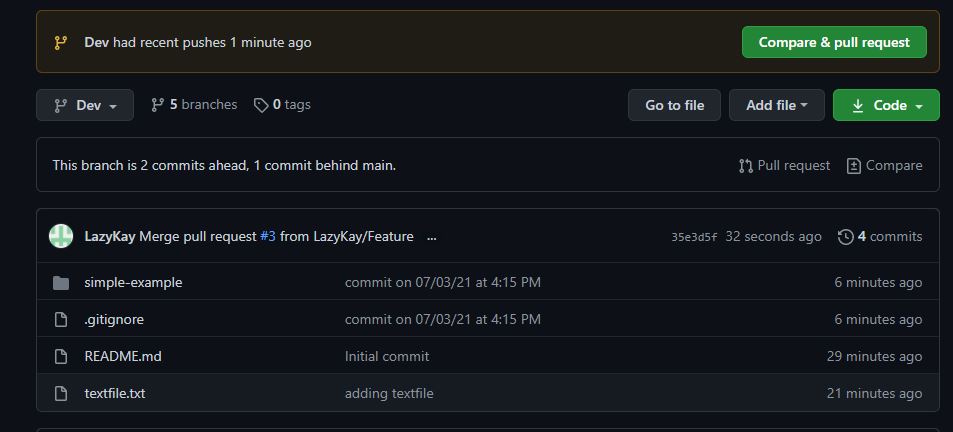 Dev had recent pushes 1 minute ago
Compare & pull request
Dev
5 branches
0 tags
Go to file
Add file
Code
This branch is 2 commits ahead, 1 commit behind main.
Pull request
Compare
LazyKay Merge pull request #3 from LazyKay/Feature ...
35e3d5f 32 seconds ago
4 commits
simple-example commit on 07/03/21 at 4:15 PM 6 minutes ago
.gitignore commit on 07/03/21 at 4:15 PM 6 minutes ago
README.md Initial commit 29 minutes ago
textfile.txt adding textfile 21 minutes ago